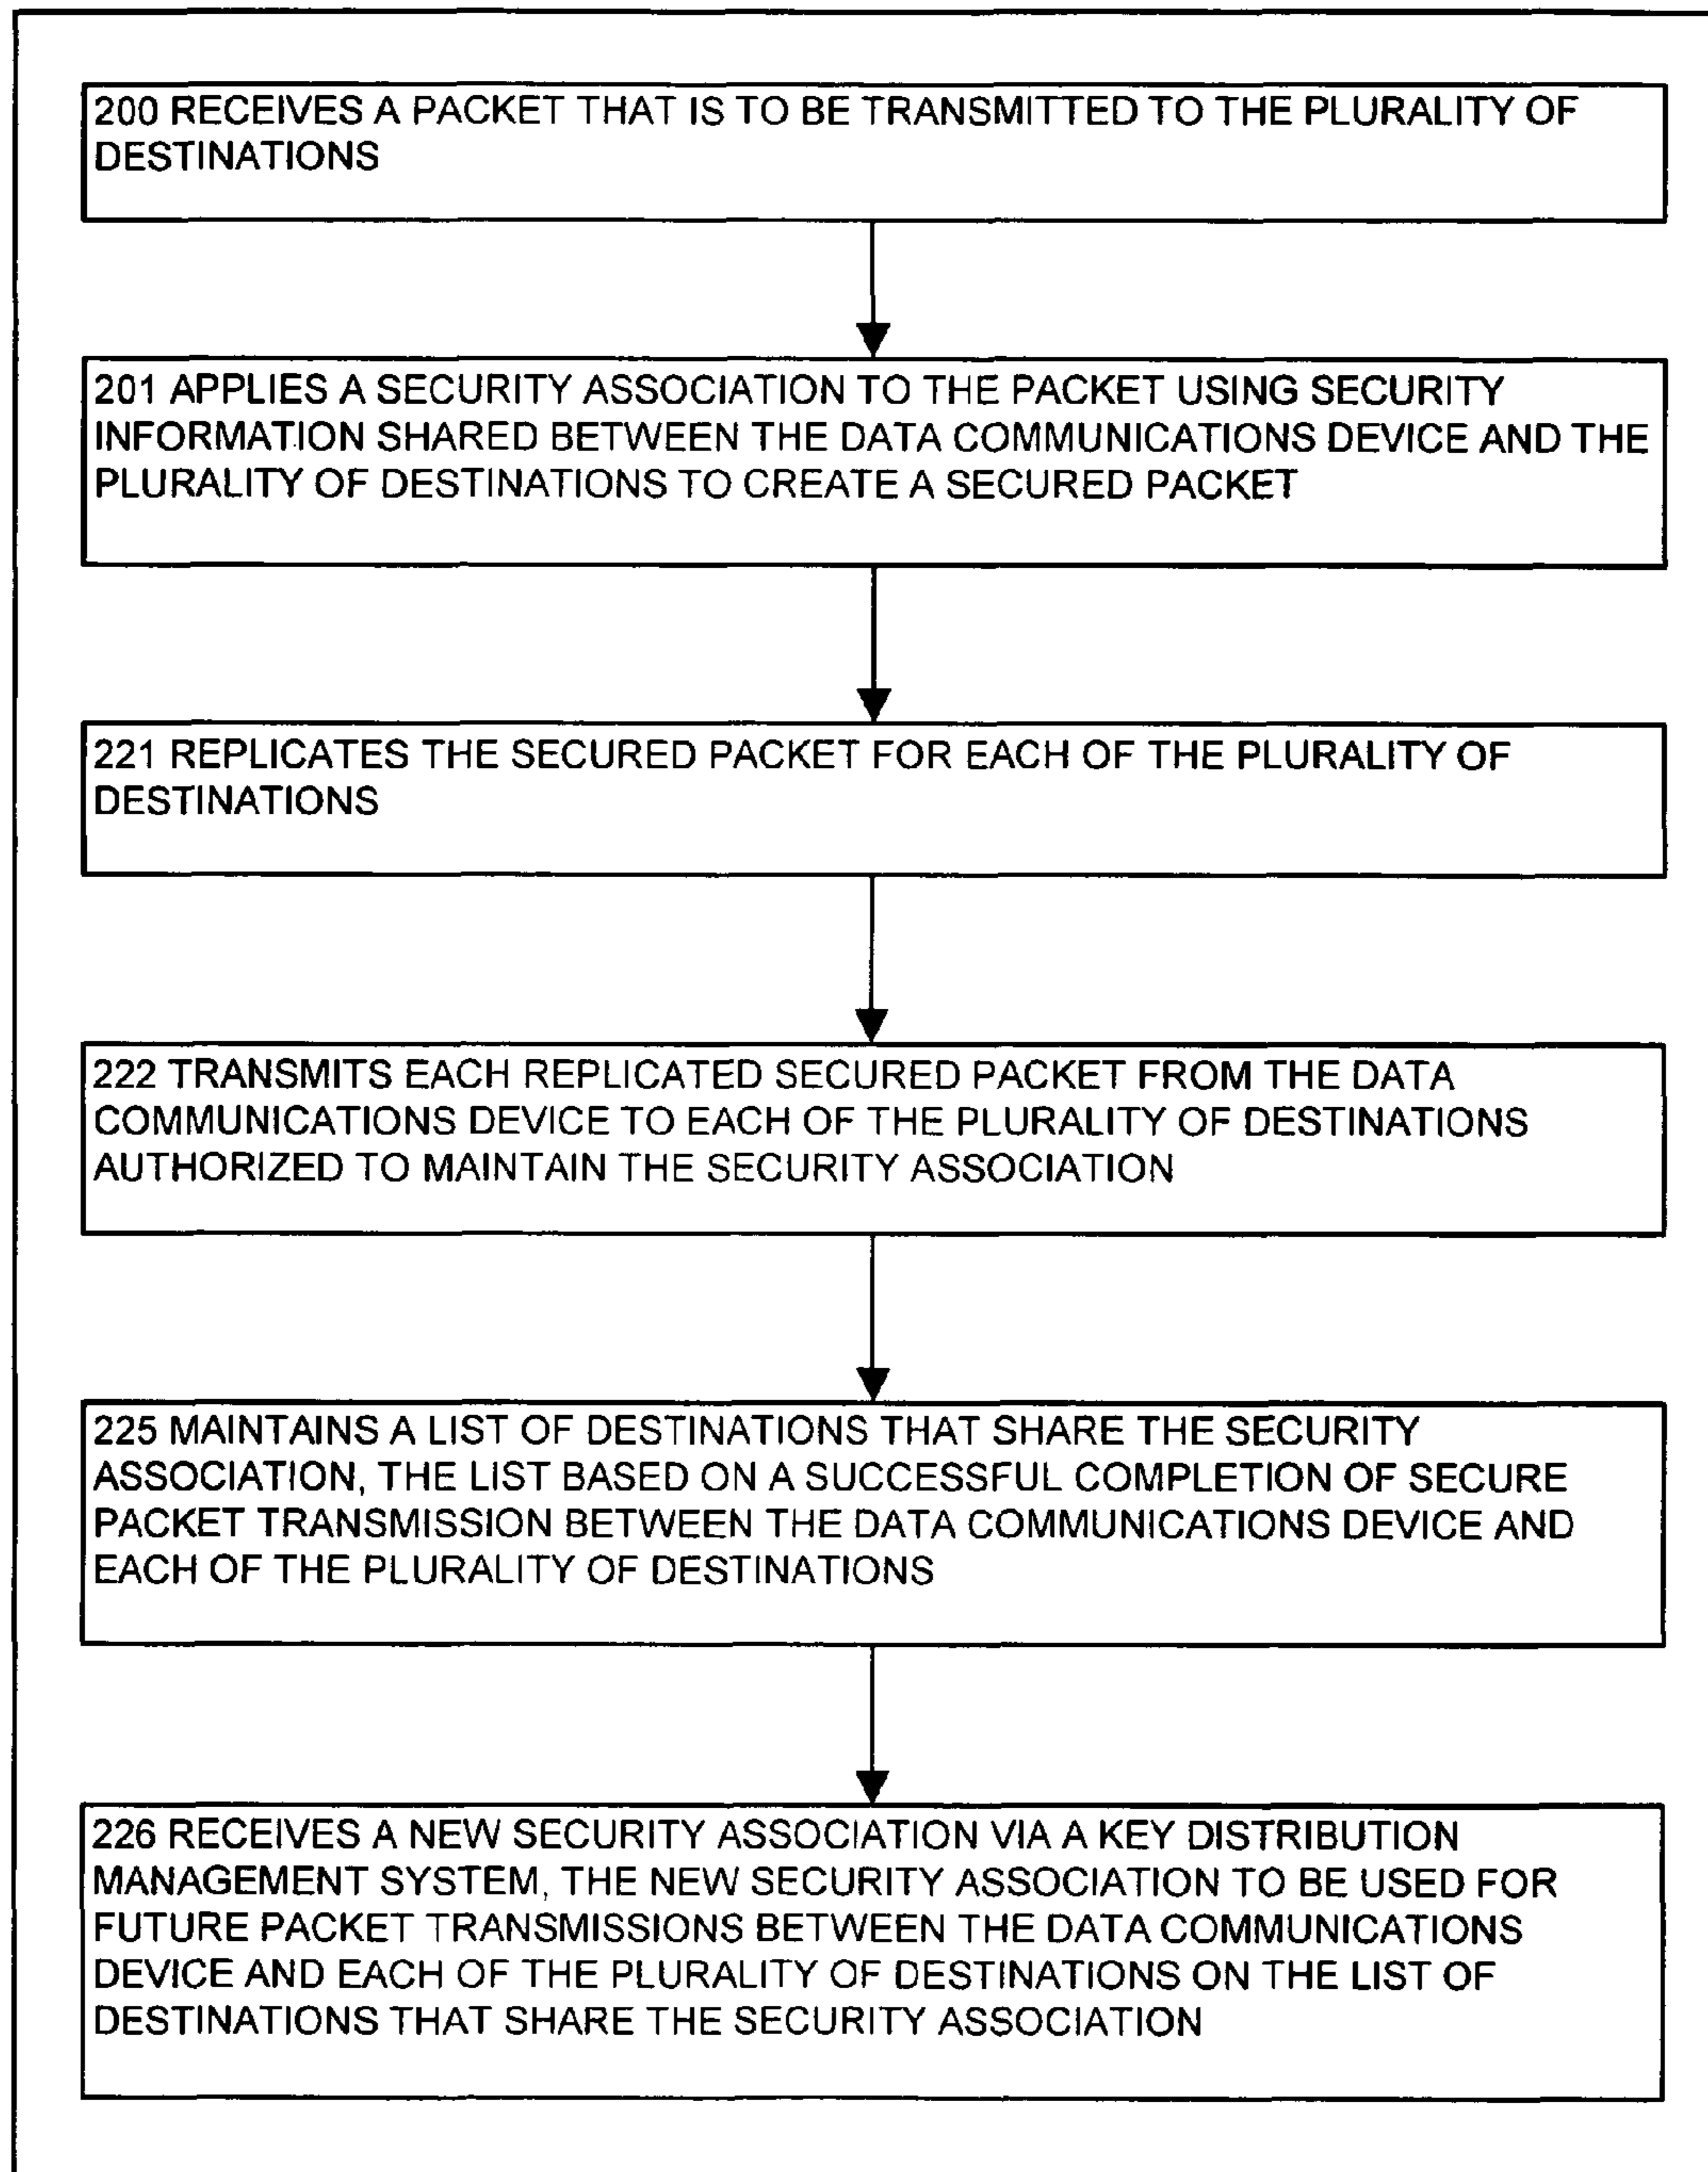 200 RECEIVES A PACKET THAT IS TO BE TRANSMITTED TO THE PLURALITY OF
DESTINATIONS
201 APPLIES A SECURITY ASSOCIATION TO THE PACKET USING SECURITY
INFORMATION SHARED BETWEEN THE DATA COMMUNICATIONS DEVICE AND THE
PLURALITY OF DESTINATIONS TO CREATE A SECURED PACKET
221 REPLICATES THE SECURED PACKET FOR EACH OF THE PLURALITY OF
DESTINATIONS
222 TRANSMITS EACH REPLICATED SECURED PACKET FROM THE DATA
COMMUNICATIONS DEVICE TO EACH OF THE PLURALITY OF DESTINATIONS
AUTHORIZED TO MAINTAIN THE SECURITY ASSOCIATION
225 MAINTAINS A LIST OF DESTINATIONS THAT SHARE THE SECURITY
ASSOCIATION, THE LIST BASED ON A SUCCESSFUL COMPLETION OF SECURE
PACKET TRANSMISSION BETWEEN THE DATA COMMUNICATIONS DEVICE AND
EACH OF THE PLURALITY OF DESTINATIONS
226 RECEIVES A NEW SECURITY ASSOCIATION VIA A KEY DISTRIBUTION
MANAGEMENT SYSTEM, THE NEW SECURITY ASSOCIATION TO BE USED FOR
FUTURE PACKET TRANSMISSIONS BETWEEN THE DATA COMMUNICATIONS
DEVICE AND EACH OF THE PLURALITY OF DESTINATIONS ON THE LIST OF
DESTINATIONS THAT SHARE THE SECURITY ASSOCIATION